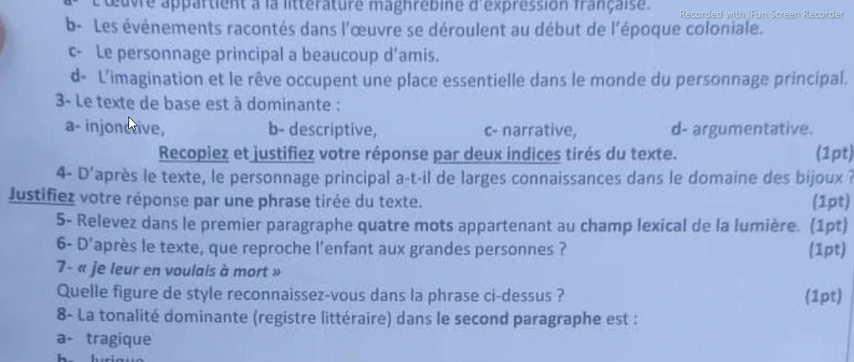 a- L'œuvre appartient à la littérature maghrébine d'expression française.
Recorded with iFun Screen Recorder
b- Les événements racontés dans l'œuvre se déroulent au début de l'époque coloniale.
c- Le personnage principal a beaucoup d'amis.
d- L'imagination et le rêve occupent une place essentielle dans le monde du personnage principal.
3- Le texte de base est à dominante :
a- injonctive, b- descriptive, c- narrative, d- argumentative.
Recopiez et justifiez votre réponse par deux indices tirés du texte. (1pt)
4- D'après le texte, le personnage principal a-t-il de larges connaissances dans le domaine des bijoux ?
Justifiez votre réponse par une phrase tirée du texte. (1pt)
5- Relevez dans le premier paragraphe quatre mots appartenant au champ lexical de la lumière. (1pt)
6- D'après le texte, que reproche l'enfant aux grandes personnes ? (1pt)
7- « je leur en voulais à mort »
Quelle figure de style reconnaissez-vous dans la phrase ci-dessus ? (1pt)
8- La tonalité dominante (registre littéraire) dans le second paragraphe est :
a- tragique
b- lyrique